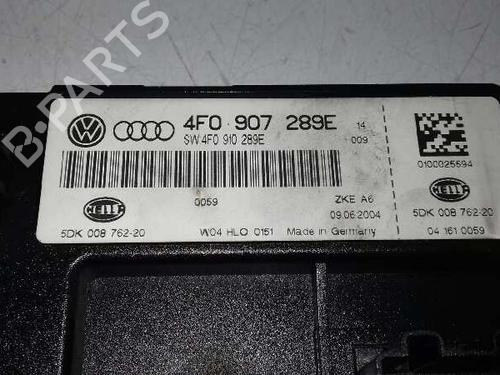 4F0 907 289E 14
SW 4F0 910 289E 009
0100025594
0059 ZKE A6
09.06.2004
HELLA HELLA
5DK 008 762-20 W04 HLO 0151 Made in Germany 5DK 008 762-20
04 161 0059
B-PARTS